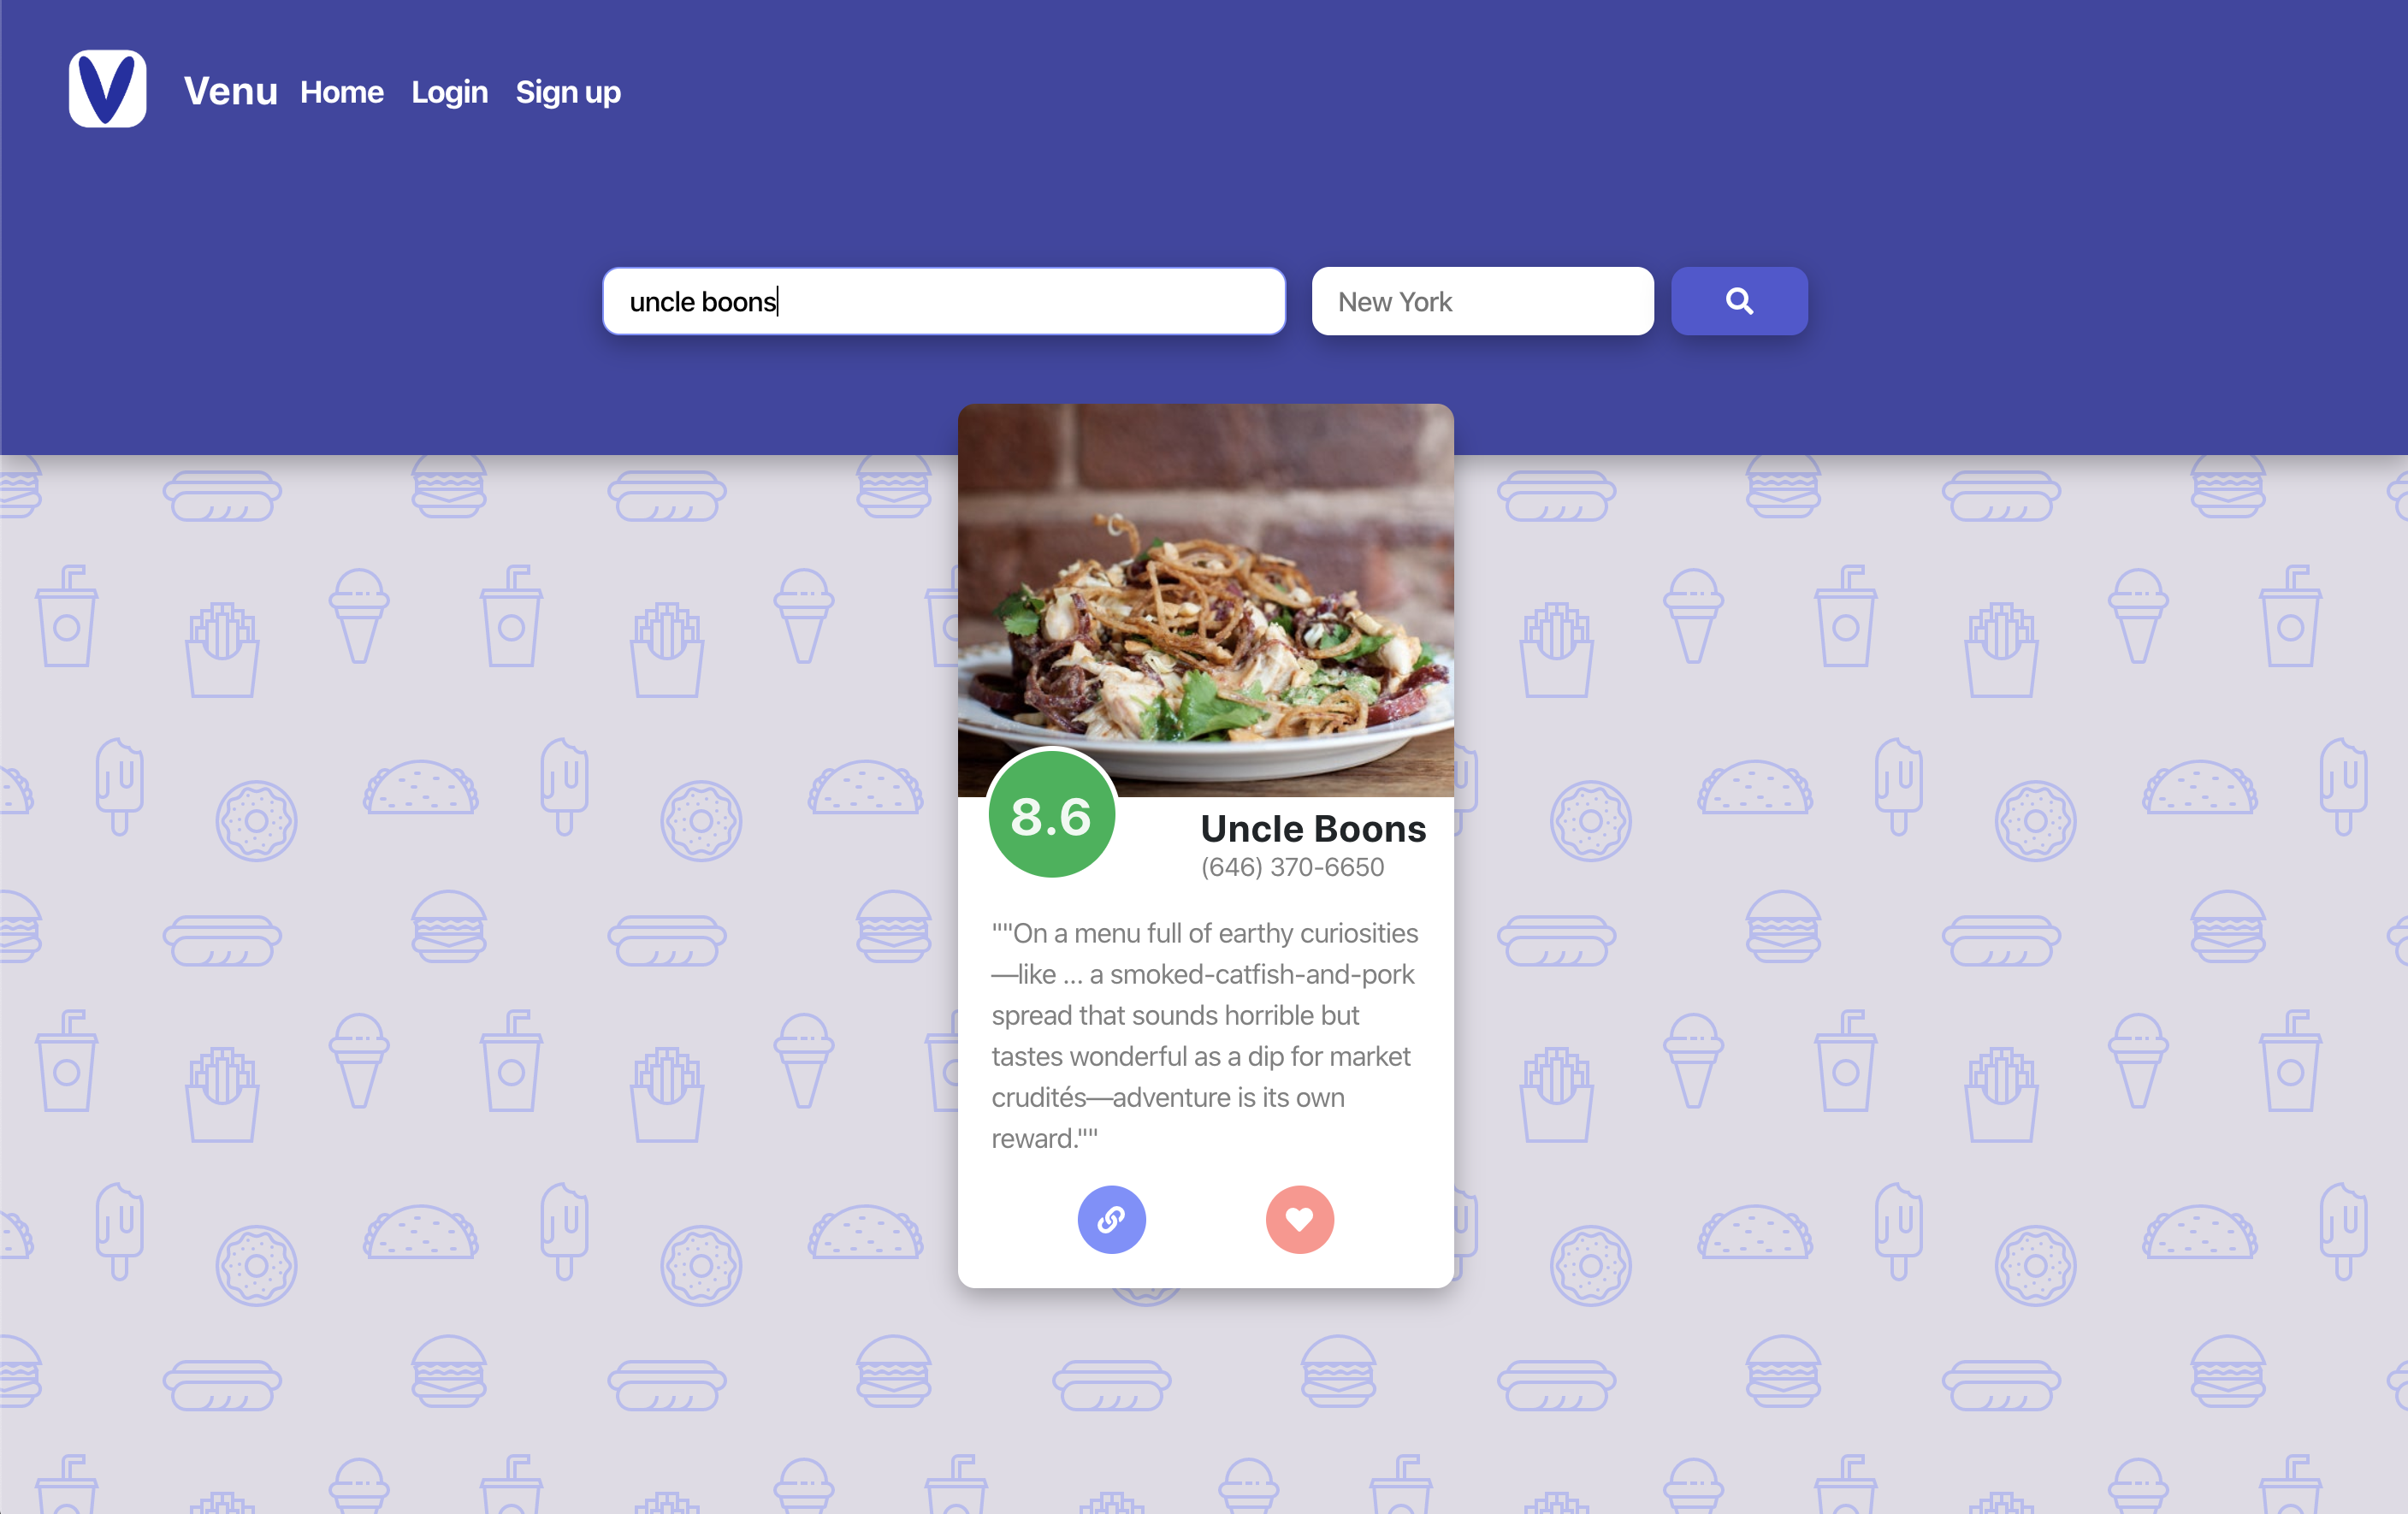 V Venu Home Login Sign up
uncle boons New York
8.6
Uncle Boons
(646) 370-6650
""On a menu full of earthy curiosities
—like ... a smoked-catfish-and-pork
spread that sounds horrible but
tastes wonderful as a dip for market
crudités—adventure is its own
reward.""